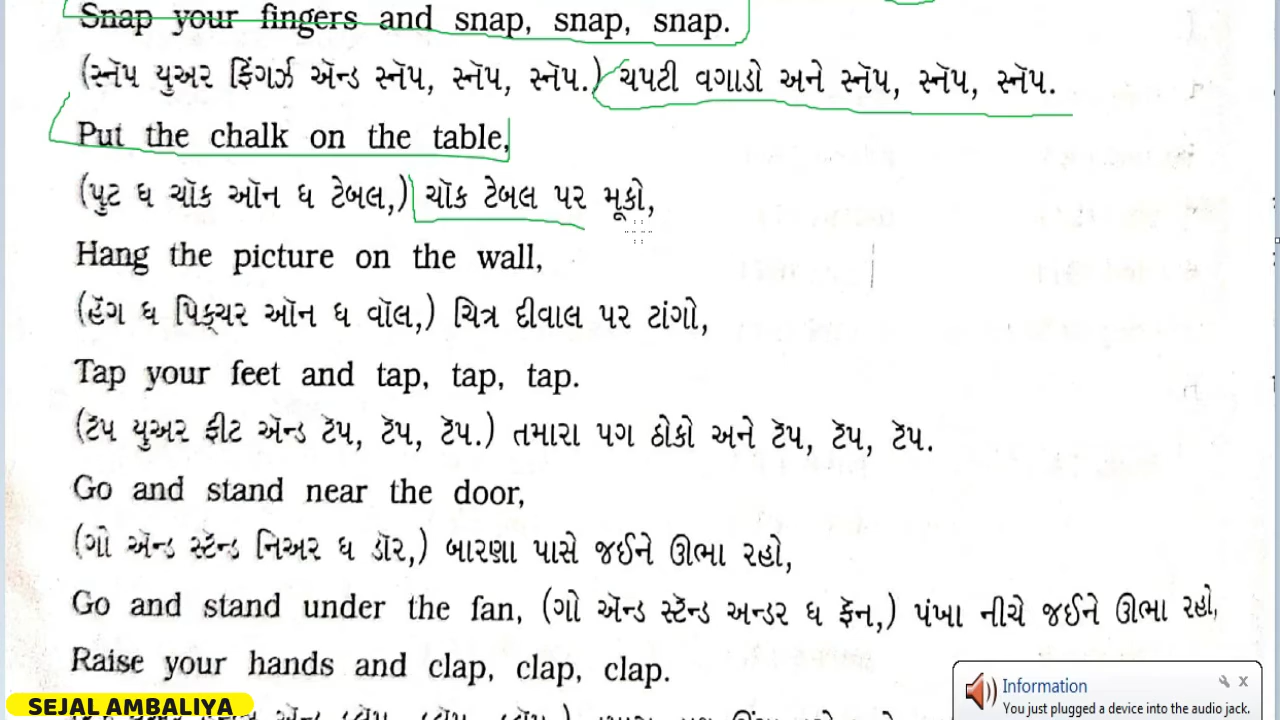 Snap your fingers and snap, snap, snap.
(સ્નૅપ યુઅર ફિંગર્ઝ ઍન્ડ સ્નૅપ, સ્નૅપ, સ્નૅપ.) ચપટી વગાડો અને સ્નૅપ, સ્નૅપ, સ્નૅપ.
Put the chalk on the table,
(પુટ ધ ચૉક ઑન ધ ટેબલ,) ચૉક ટેબલ પર મૂકો,
Hang the picture on the wall,
(હૅંગ ધ પિક્ચર ઑન ધ વૉલ,) ચિત્ર દીવાલ પર ટાંગો,
Tap your feet and tap, tap, tap.
(ટૅપ યુઅર ફીટ ઍન્ડ ટૅપ, ટૅપ, ટૅપ.) તમારા પગ ઠોકો અને ટૅપ, ટૅપ, ટૅપ.
Go and stand near the door,
(ગો ઍન્ડ સ્ટૅન્ડ નિઅર ધ ડૉર,) બારણા પાસે જઈને ઊભા રહો,
Go and stand under the fan, (ગો ઍન્ડ સ્ટૅન્ડ અન્ડર ધ ફૅન,) પંખા નીચે જઈને ઊભા રહો,
Raise your hands and clap, clap, clap.
Information
You just plugged a device into the audio jack.
SEJAL AMBALIYA